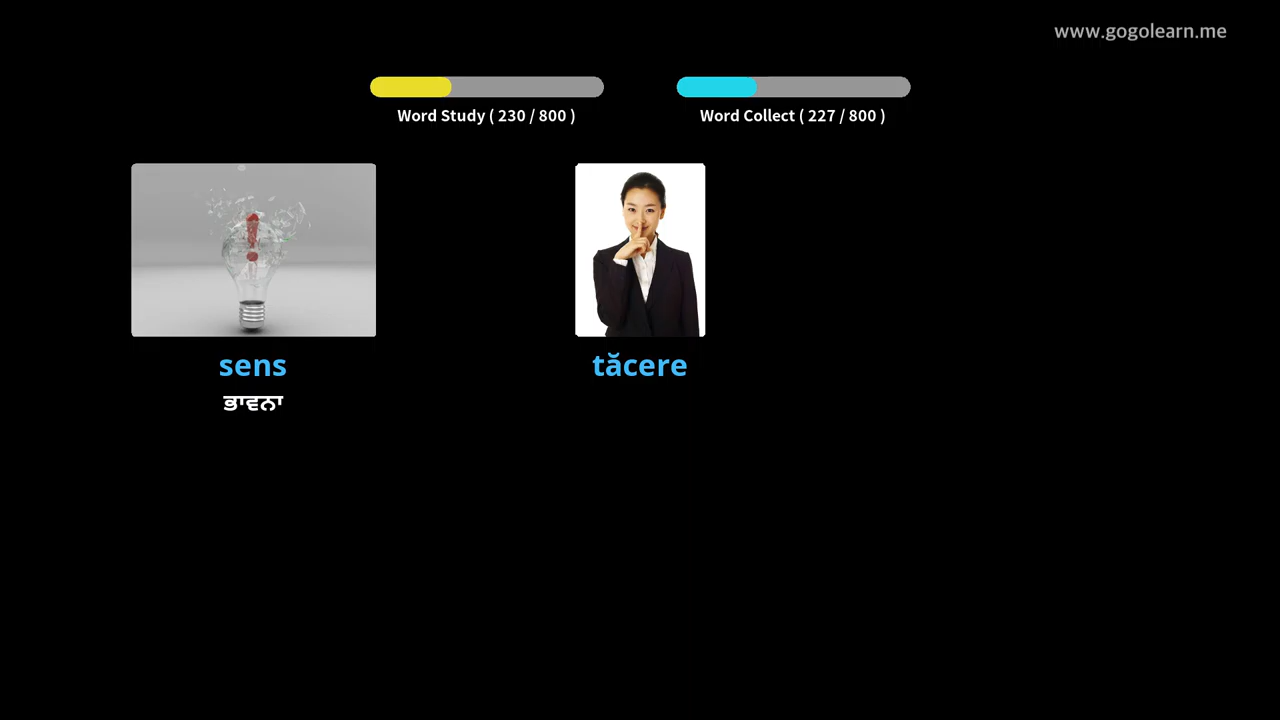 www.gogolearn.me
Word Study ( 230 / 800 )
Word Collect ( 227 / 800 )
sens
tăcere
ਭਾਵਨਾ